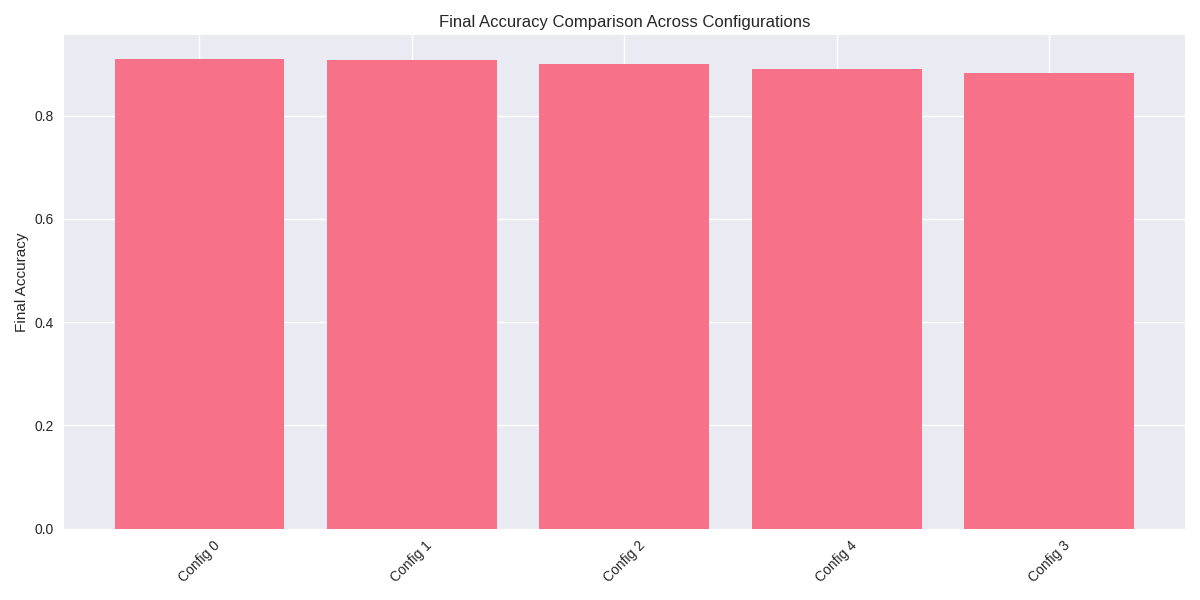 Final Accuracy Comparison Across Configurations
Final Accuracy
0.8
0.6
0.4
0.2
0.0
Config 0
Config 1
Config 2
Config 4
Config 3